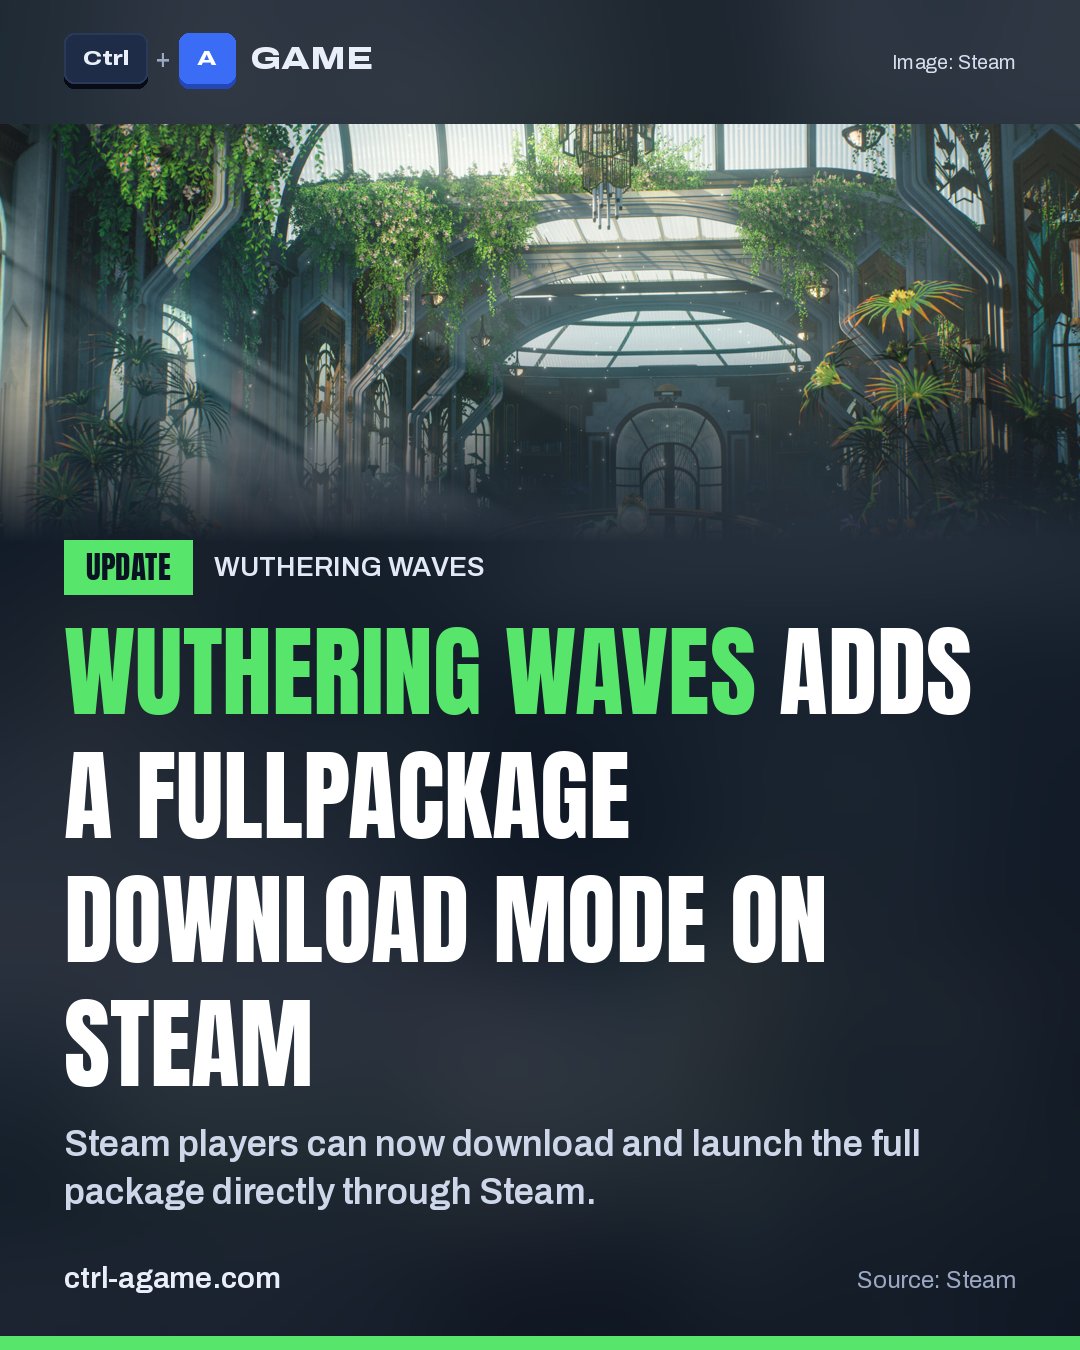 Ctrl + A GAME
Image: Steam
UPDATE WUTHERING WAVES
WUTHERING WAVES ADDS
A FULLPACKAGE
DOWNLOAD MODE ON
STEAM
Steam players can now download and launch the full
package directly through Steam.
ctrl-agame.com
Source: Steam